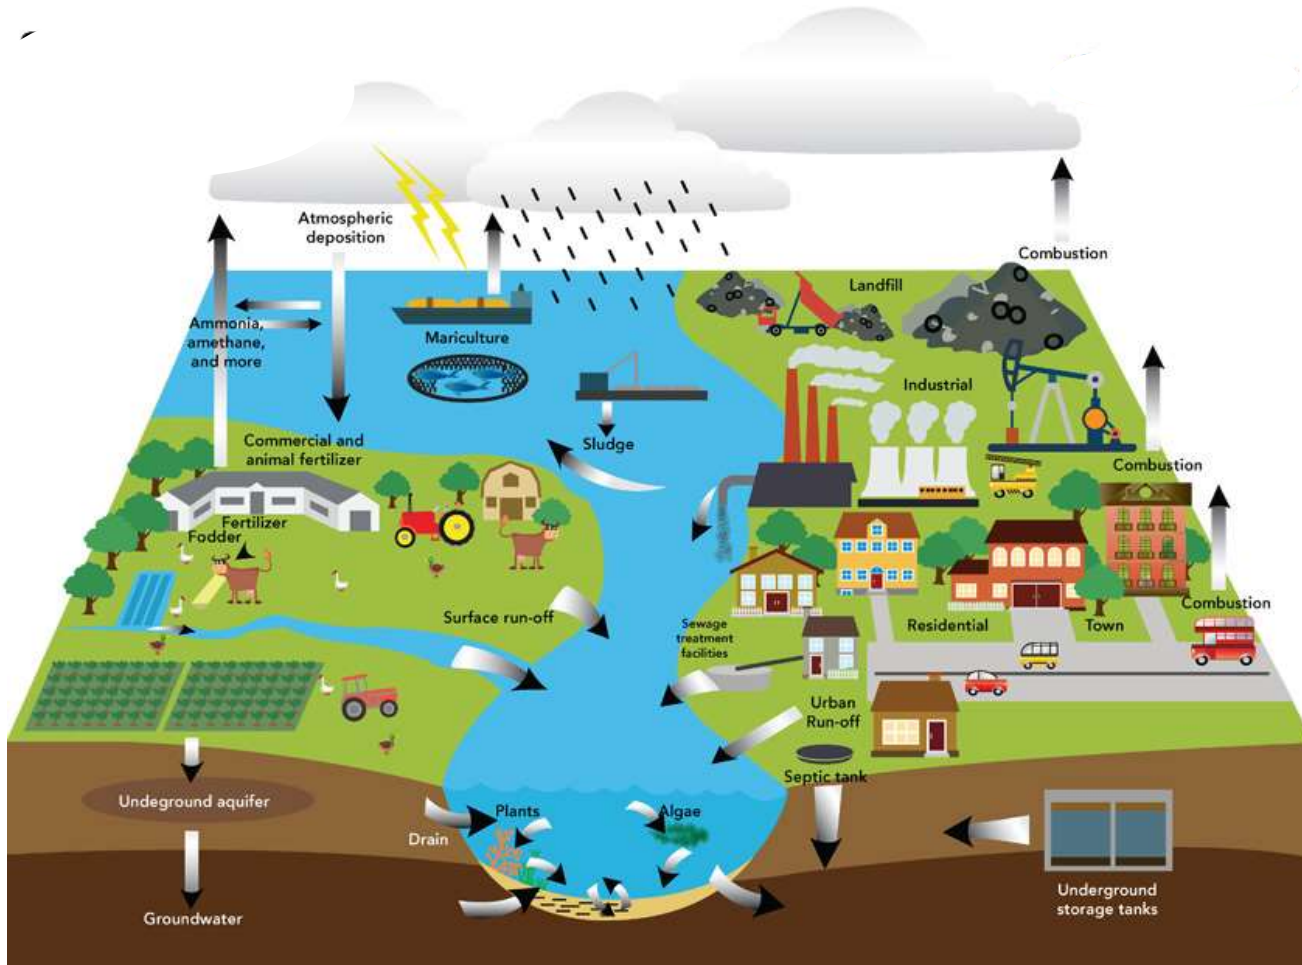 Atmospheric
deposition
Combustion
Landfill
Ammonia,
amethane,
and more
Mariculture
Industrial
Commercial and
animal fertilizer
Sludge
Combustion
Fertilizer
Fodder
Combustion
Surface run-off
Sewage
treatment
facilities
Residential
Town
Urban
Run-off
Septic tank
Undeground aquifer
Plants
Algae
Drain
Underground
storage tanks
Groundwater